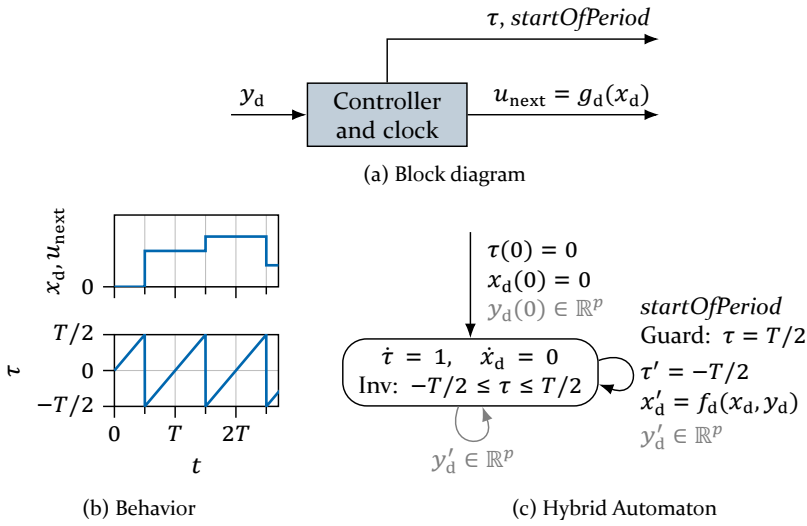 τ, startOfPeriod
y_d
Controller
and clock
u_next = g_d(x_d)
(a) Block diagram
x_d, u_next
0
T/2
0
−T/2
τ
0 T 2T
t
(b) Behavior
τ(0) = 0
x_d(0) = 0
y_d(0) ∈ ℝ^p
τ̇ = 1, ẋ_d = 0
Inv: −T/2 ≤ τ ≤ T/2
y′_d ∈ ℝ^p
startOfPeriod
Guard: τ = T/2
τ′ = −T/2
x′_d = f_d(x_d, y_d)
y′_d ∈ ℝ^p
(c) Hybrid Automaton